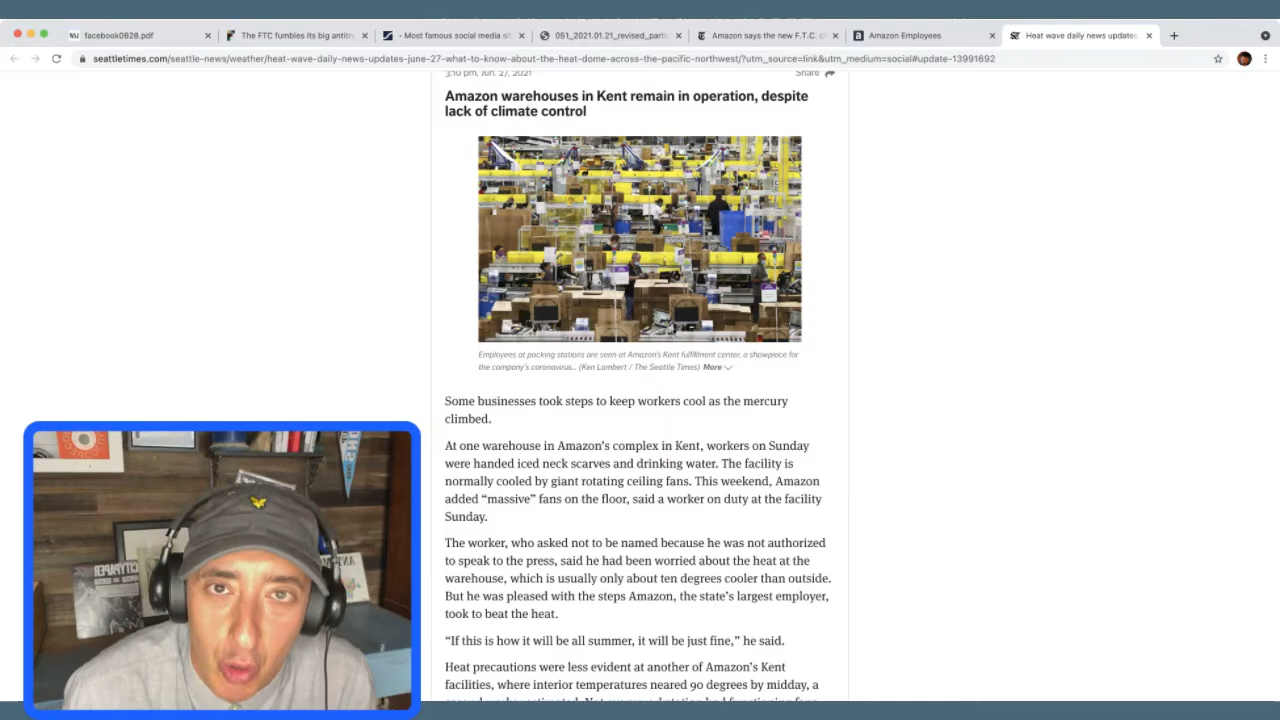 facebook0628.pdf
The FTC fumbles its big antitr
- Most famous social media si
051_2021.01.21_revised_parti
Amazon says the new F.T.C. c
Amazon Employees
Heat wave daily news updates,
seattletimes.com/seattle-news/weather/heat-wave-daily-news-updates-june-27-what-to-know-about-the-heat-dome-across-the-pacific-northwest/?utm_source=link&utm_medium=social#update-13991692
3:10 pm, Jun. 27, 2021
Share
Amazon warehouses in Kent remain in operation, despite
lack of climate control
Employees at packing stations are seen at Amazon's Kent fulfillment center, a showpiece for
the company's coronavirus... (Ken Lambert / The Seattle Times) More
Some businesses took steps to keep workers cool as the mercury
climbed.
At one warehouse in Amazon's complex in Kent, workers on Sunday
were handed iced neck scarves and drinking water. The facility is
normally cooled by giant rotating ceiling fans. This weekend, Amazon
added "massive" fans on the floor, said a worker on duty at the facility
Sunday.
The worker, who asked not to be named because he was not authorized
to speak to the press, said he had been worried about the heat at the
warehouse, which is usually only about ten degrees cooler than outside.
But he was pleased with the steps Amazon, the state's largest employer,
took to beat the heat.
"If this is how it will be all summer, it will be just fine," he said.
Heat precautions were less evident at another of Amazon's Kent
facilities, where interior temperatures neared 90 degrees by midday, a